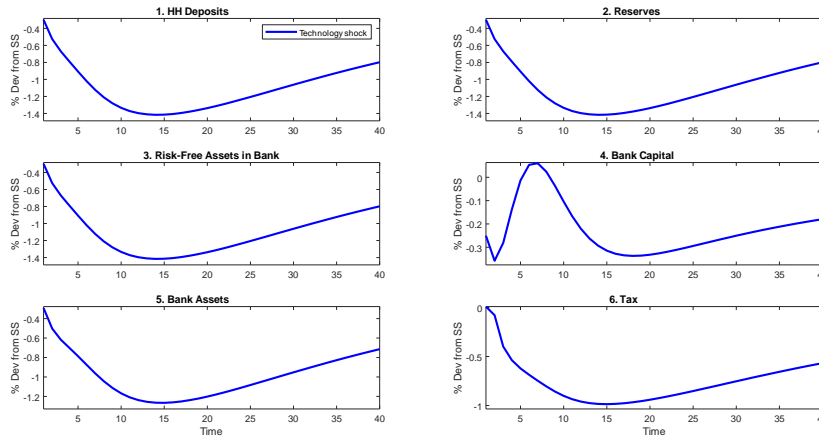 1. HH Deposits
% Dev from SS
-0.4
-0.6
-0.8
-1
-1.2
-1.4
5 10 15 20 25 30 35 40
Technology shock
2. Reserves
% Dev from SS
-0.4
-0.6
-0.8
-1
-1.2
-1.4
5 10 15 20 25 30 35 40
3. Risk-Free Assets in Bank
% Dev from SS
-0.4
-0.6
-0.8
-1
-1.2
-1.4
5 10 15 20 25 30 35 40
4. Bank Capital
% Dev from SS
0
-0.1
-0.2
-0.3
5 10 15 20 25 30 35
5. Bank Assets
% Dev from SS
-0.4
-0.6
-0.8
-1
-1.2
5 10 15 20 25 30 35 40
Time
6. Tax
% Dev from SS
0
-0.5
-1
5 10 15 20 25 30 35
Time